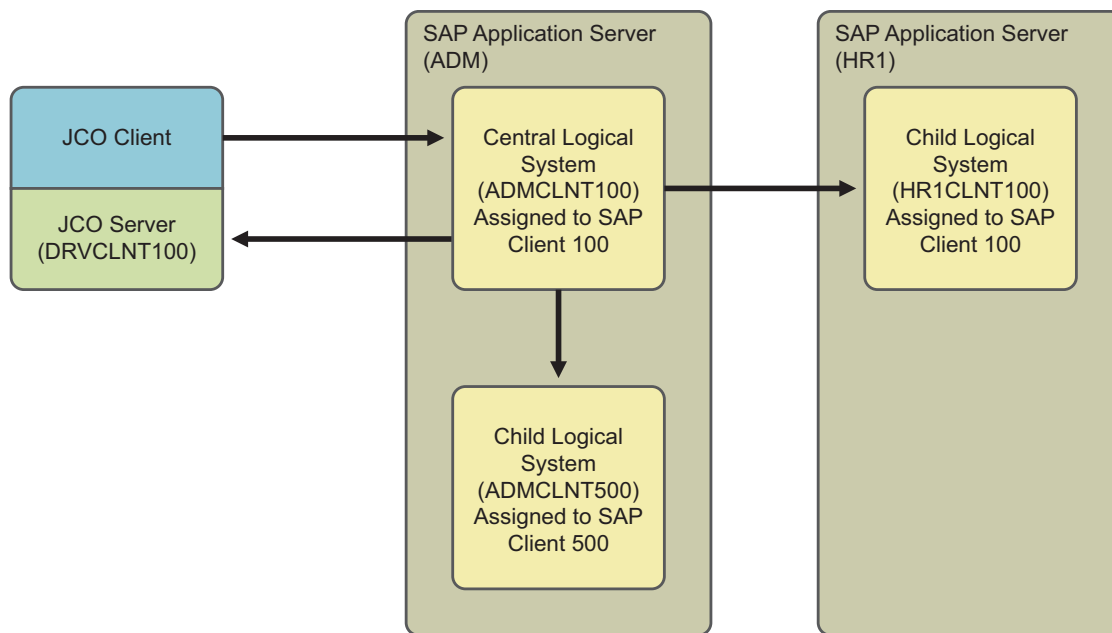 SAP Application Server
(ADM)
SAP Application Server
(HR1)
JCO Client
JCO Server
(DRVCLNT100)
Central Logical
System
(ADMCLNT100)
Assigned to SAP
Client 100
Child Logical
System
(HR1CLNT100)
Assigned to SAP
Client 100
Child Logical
System
(ADMCLNT500)
Assigned to SAP
Client 500